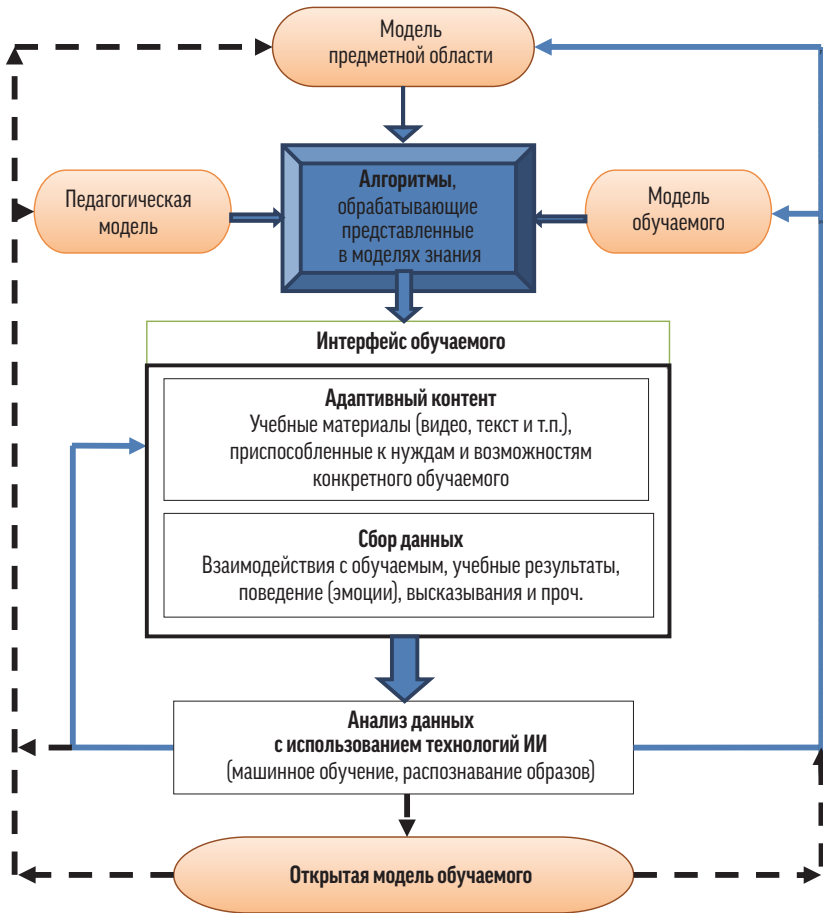 Модель
предметной области
Педагогическая
модель
Алгоритмы,
обрабатывающие
представленные
в моделях знания
Модель
обучаемого
Интерфейс обучаемого
Адаптивный контент
Учебные материалы (видео, текст и т.п.),
приспособленные к нуждам и возможностям
конкретного обучаемого
Сбор данных
Взаимодействия с обучаемым, учебные результаты,
поведение (эмоции), высказывания и проч.
Анализ данных
с использованием технологий ИИ
(машинное обучение, распознавание образов)
Открытая модель обучаемого